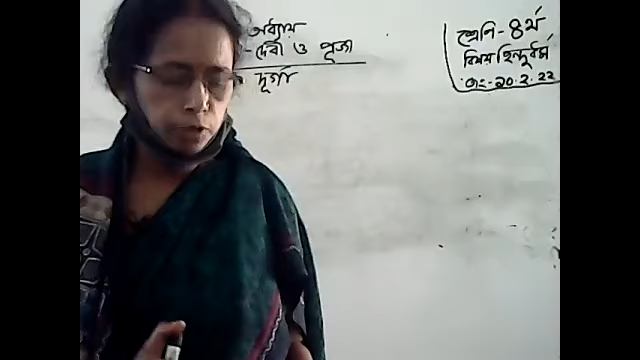 অধ্যায়
-দেবী ও পূজা
দূর্গা
শ্রেণি-৪র্থ
বিষয় হিন্দুধর্ম
তাং-২০.২.২২